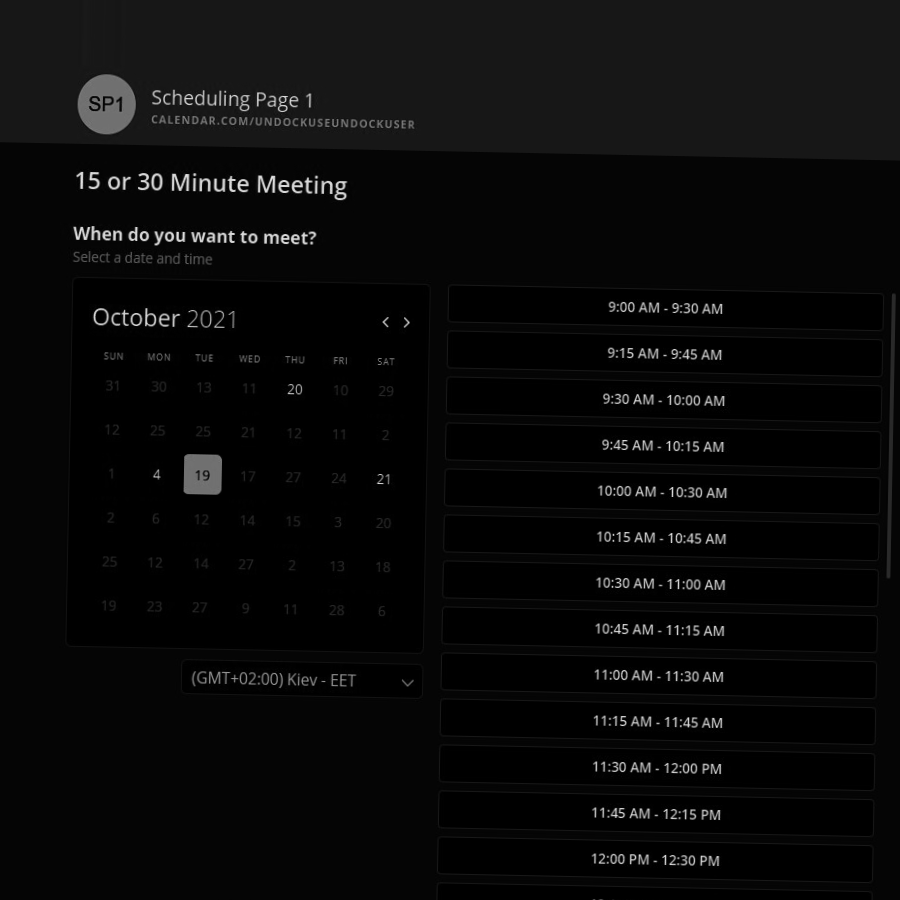 SP1
Scheduling Page 1
CALENDAR.COM/UNDOCKUSEUNDOCKUSER
15 or 30 Minute Meeting
When do you want to meet?
Select a date and time
October 2021
SUN MON TUE WED THU FRI SAT
31 30 13 11 20 10 29
12 25 25 21 12 11 2
1 4 19 17 27 24 21
2 6 12 14 15 3 20
25 12 14 27 2 13 18
19 23 27 9 11 28 6
(GMT+02:00) Kiev - EET
9:00 AM - 9:30 AM
9:15 AM - 9:45 AM
9:30 AM - 10:00 AM
9:45 AM - 10:15 AM
10:00 AM - 10:30 AM
10:15 AM - 10:45 AM
10:30 AM - 11:00 AM
10:45 AM - 11:15 AM
11:00 AM - 11:30 AM
11:15 AM - 11:45 AM
11:30 AM - 12:00 PM
11:45 AM - 12:15 PM
12:00 PM - 12:30 PM